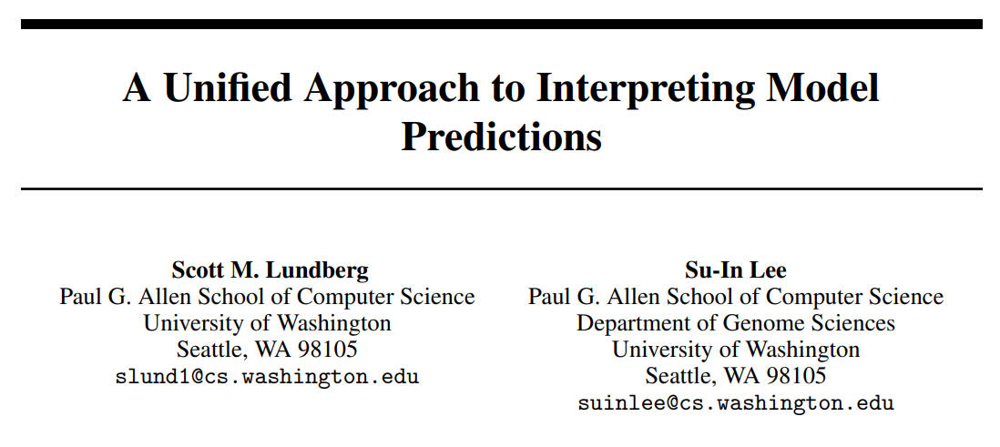 A Unified Approach to Interpreting Model
Predictions
Scott M. Lundberg
Paul G. Allen School of Computer Science
University of Washington
Seattle, WA 98105
slund1@cs.washington.edu
Su-In Lee
Paul G. Allen School of Computer Science
Department of Genome Sciences
University of Washington
Seattle, WA 98105
suinlee@cs.washington.edu